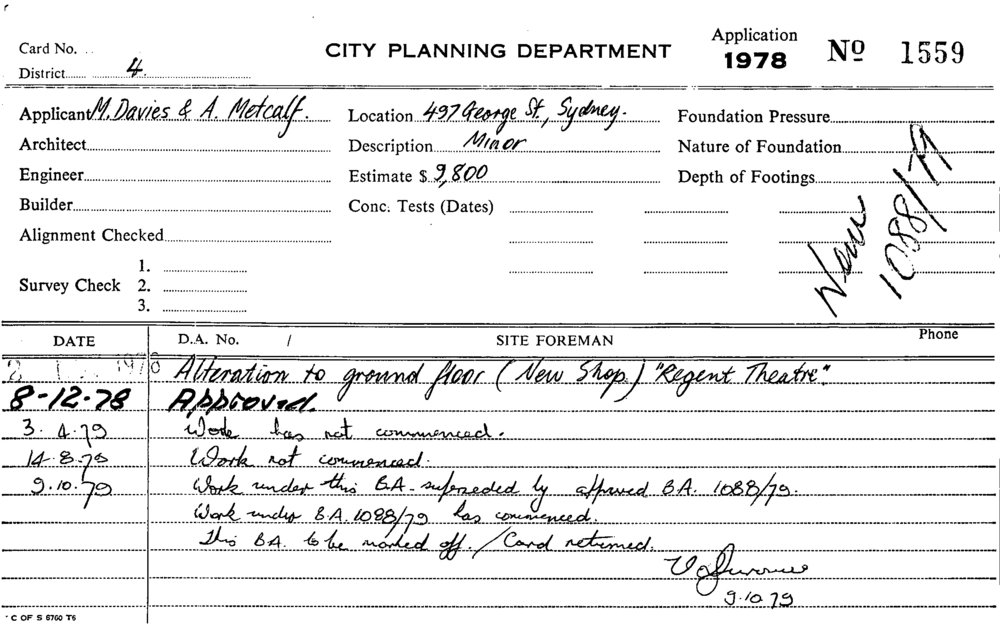 Card No. CITY PLANNING DEPARTMENT Application 1978 No 1559
District 4
Applicant M. Davies & A. Metcalf. Location 497 George St., Sydney. Foundation Pressure
Architect Description Minor Nature of Foundation
Engineer Estimate $ 9,800 Depth of Footings
Builder Conc. Tests (Dates)
Alignment Checked
1.
Survey Check 2.
3.
1088/79
DATE D.A. No. / SITE FOREMAN Phone
Alteration to ground floor (New Shop) "Regent Theatre".
8-12-78 Approved.
3.4.79 Work has not commenced.
14-8-79 Work not commenced.
9.10.79 Work under this B.A. superseded by approved B.A. 1088/79.
Work under B.A. 1088/79 has commenced.
This B.A. to be marked off. / Card returned.
9.10.79
C OF S 6760 T6